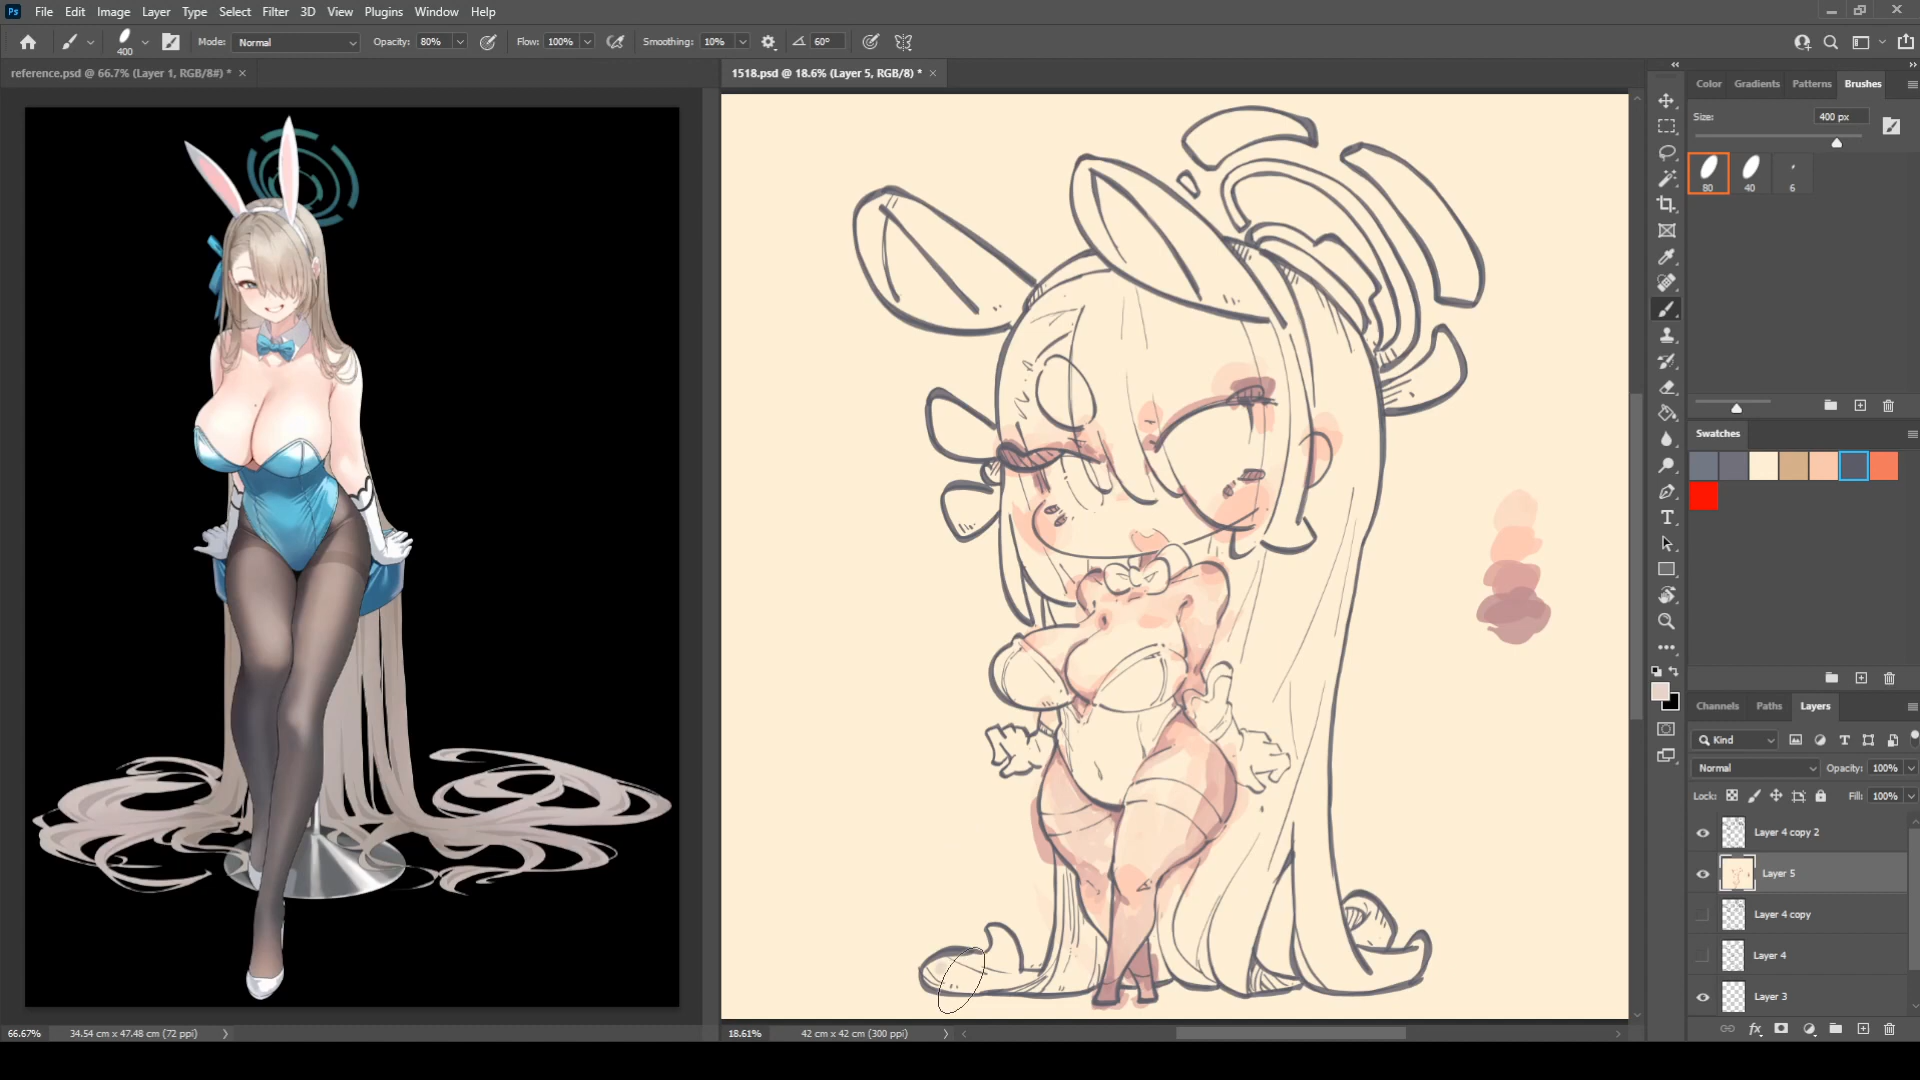 Ps File Edit Image Layer Type Select Filter 3D View Plugins Window Help
400 Mode: Normal Opacity: 80% Flow: 100% Smoothing: 10% 60°
reference.psd @ 66.7% (Layer 1, RGB/8#) *
1518.psd @ 18.6% (Layer 5, RGB/8) *
Color Gradients Patterns Brushes
Size: 400 px
80 40 6
Swatches
Channels Paths Layers
Kind
Normal Opacity: 100%
Lock: Fill: 100%
Layer 4 copy 2
Layer 5
Layer 4 copy
Layer 4
Layer 3
66.67% 34.54 cm x 47.48 cm (72 ppi)
18.61% 42 cm x 42 cm (300 ppi)